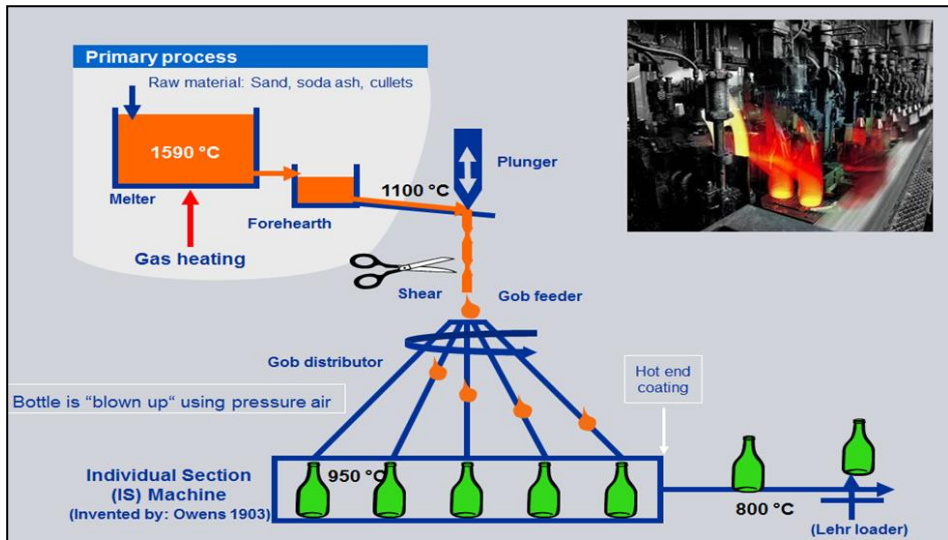 Primary process
Raw material: Sand, soda ash, cullets
1590 °C
Melter
Gas heating
Forehearth
1100 °C
Plunger
Shear
Gob feeder
Gob distributor
Hot end
coating
Bottle is "blown up" using pressure air
Individual Section
(IS) Machine
(Invented by: Owens 1903)
950 °C
800 °C
(Lehr loader)